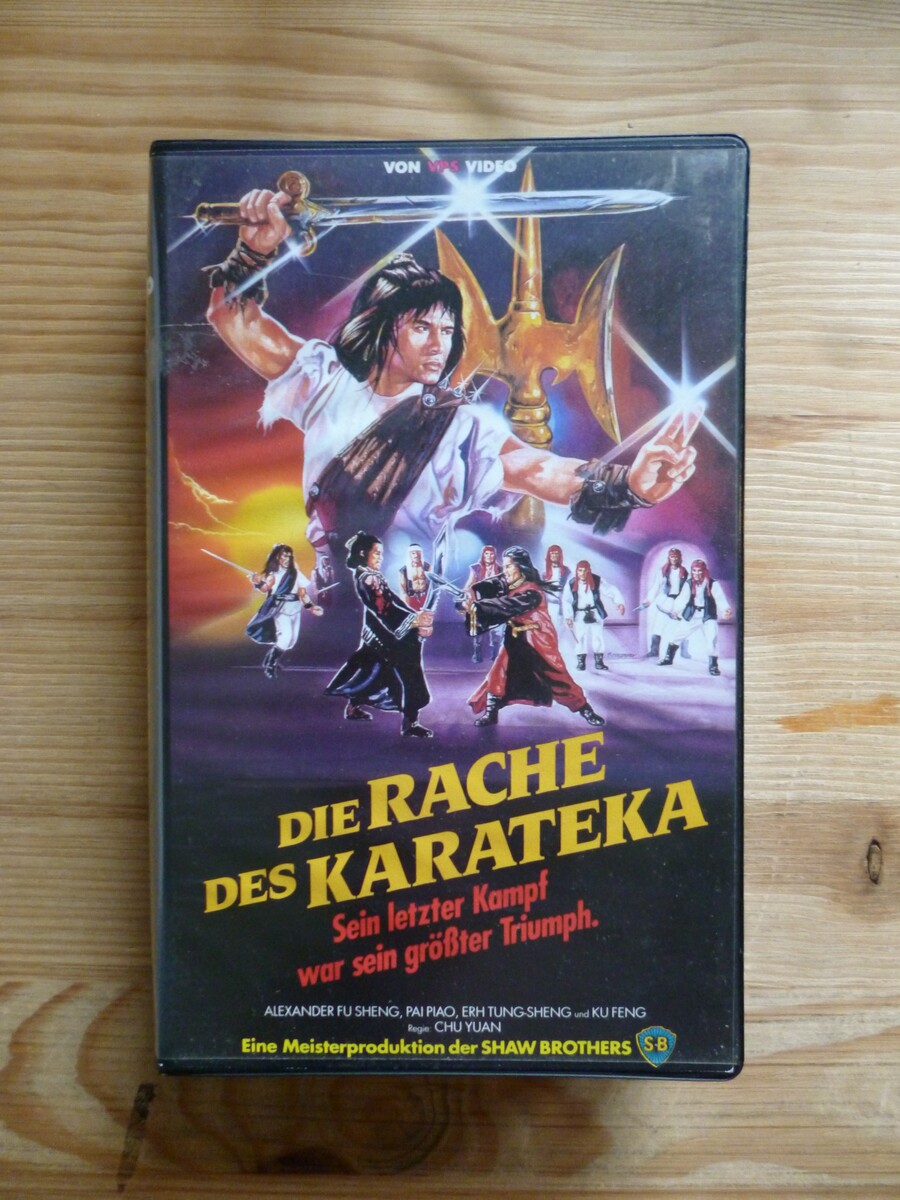 VON VPS VIDEO
DIE RACHE
DES KARATEKA
Sein letzter Kampf
war sein größter Triumph.
ALEXANDER FU SHENG, PAI PIAO, ERH TUNG-SHENG und KU FENG
Regie: CHU YUAN
Eine Meisterproduktion der SHAW BROTHERS S-B